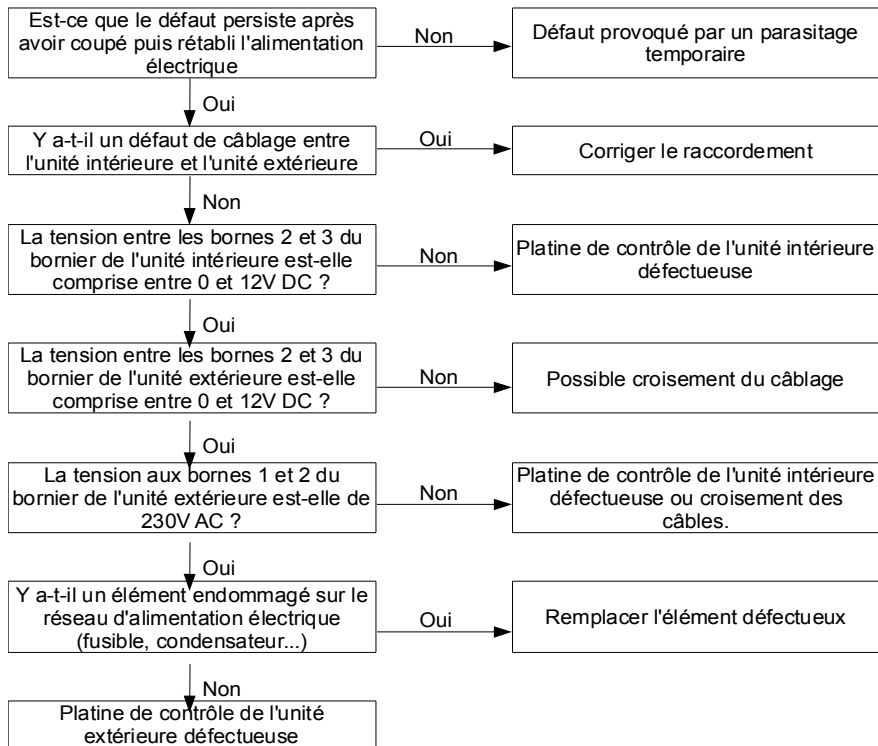 Est-ce que le défaut persiste après
avoir coupé puis rétabli l'alimentation
électrique
Non
Défaut provoqué par un parasitage
temporaire
Oui
Y a-t-il un défaut de câblage entre
l'unité intérieure et l'unité extérieure
Oui
Corriger le raccordement
Non
La tension entre les bornes 2 et 3 du
bornier de l'unité intérieure est-elle
comprise entre 0 et 12V DC ?
Non
Platine de contrôle de l'unité intérieure
défectueuse
Oui
La tension entre les bornes 2 et 3 du
bornier de l'unité extérieure est-elle
comprise entre 0 et 12V DC ?
Non
Possible croisement du câblage
Oui
La tension aux bornes 1 et 2 du
bornier de l'unité extérieure est-elle de
230V AC ?
Non
Platine de contrôle de l'unité intérieure
défectueuse ou croisement des
câbles.
Oui
Y a-t-il un élément endommagé sur le
réseau d'alimentation électrique
(fusible, condensateur...)
Oui
Remplacer l'élément défectueux
Non
Platine de contrôle de l'unité
extérieure défectueuse